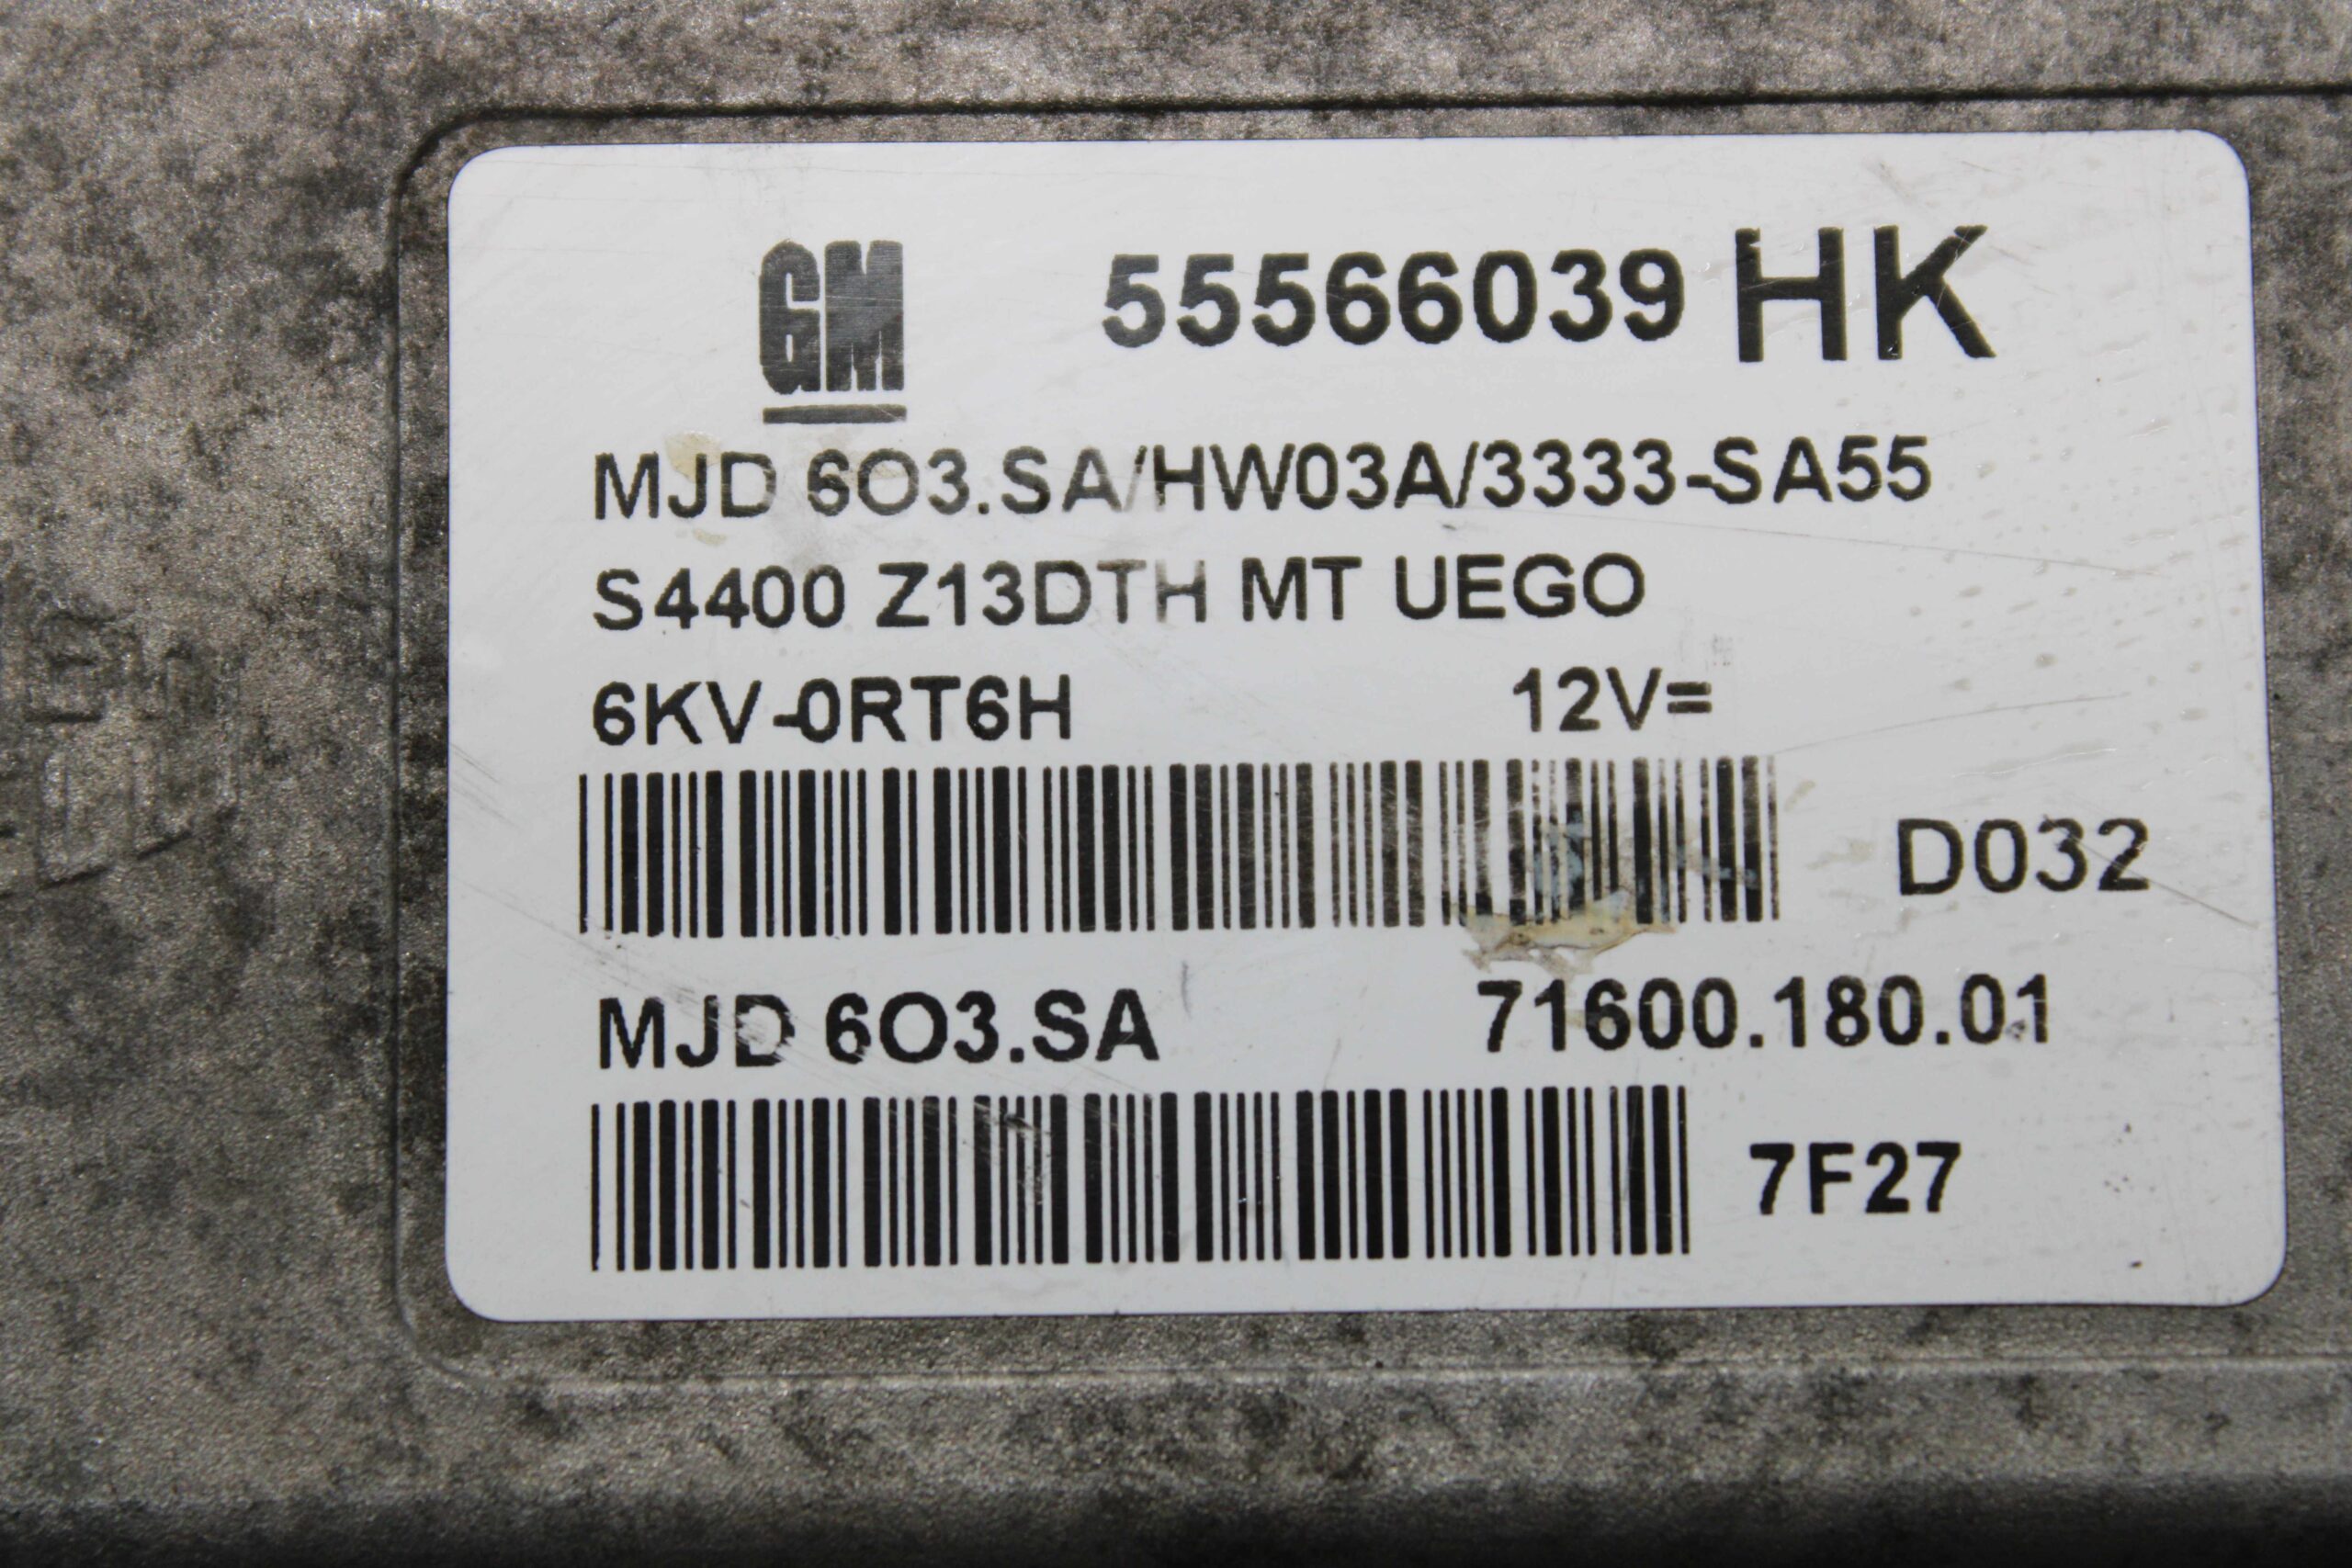 GM 55566039 HK
MJD 6O3.SA/HW03A/3333-SA55
S4400 Z13DTH MT UEGO
6KV-0RT6H 12V=
D032
MJD 6O3.SA 71600.180.01
7F27